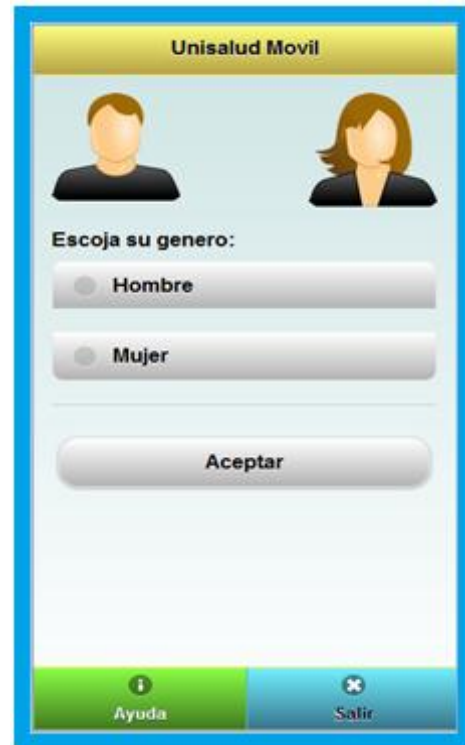 Unisalud Movil
Escoja su genero:
Hombre
Mujer
Aceptar
Ayuda
Salir